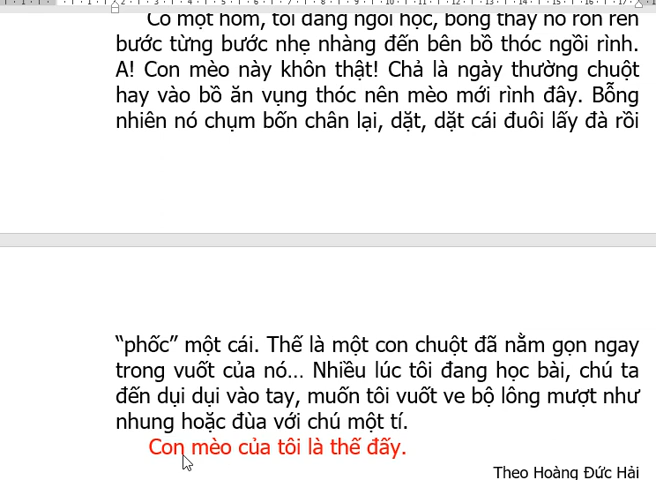 Có một hôm, tôi đang ngồi học, bỗng thấy nó rón rén
bước từng bước nhẹ nhàng đến bên bồ thóc ngồi rình.
A! Con mèo này khôn thật! Chả là ngày thường chuột
hay vào bồ ăn vụng thóc nên mèo mới rình đây. Bỗng
nhiên nó chụm bốn chân lại, dặt, dặt cái đuôi lấy đà rồi
“phốc” một cái. Thế là một con chuột đã nằm gọn ngay
trong vuốt của nó... Nhiều lúc tôi đang học bài, chú ta
đến dụi dụi vào tay, muốn tôi vuốt ve bộ lông mượt như
nhung hoặc đùa với chú một tí.
Con mèo của tôi là thế đấy.
Theo Hoàng Đức Hải